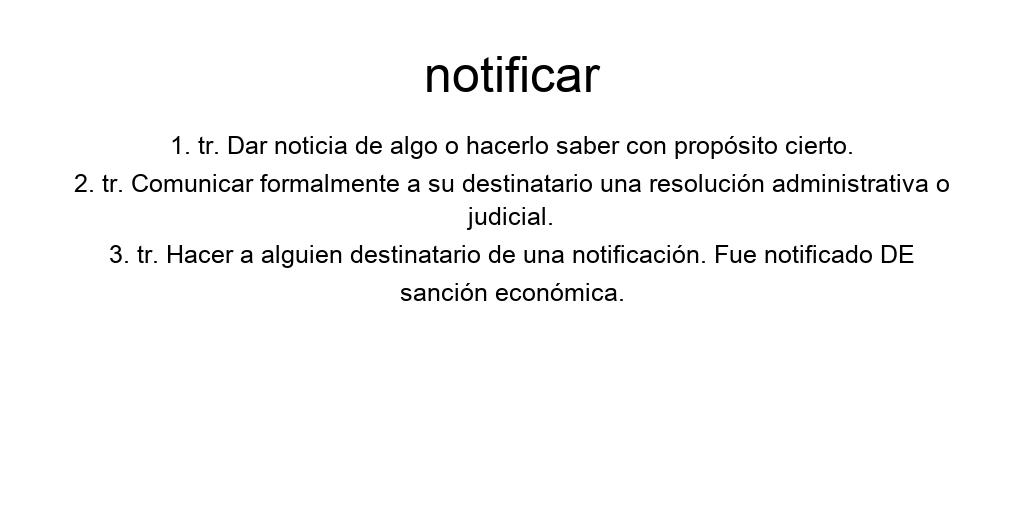 notificar
1. tr. Dar noticia de algo o hacerlo saber con propósito cierto.
2. tr. Comunicar formalmente a su destinatario una resolución administrativa o
judicial.
3. tr. Hacer a alguien destinatario de una notificación. Fue notificado DE
sanción económica.